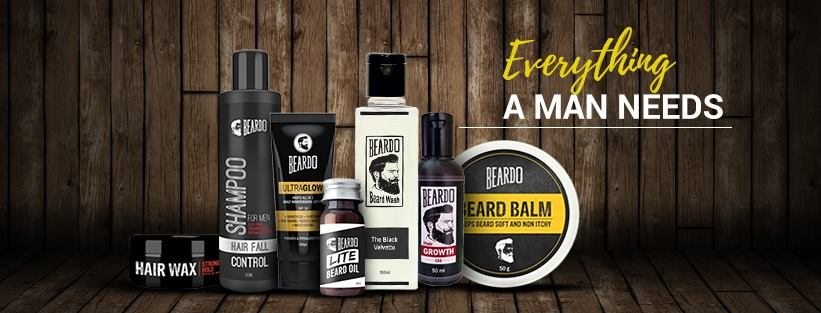 Everything
A MAN NEEDS
HAIR WAX
STRONG
HOLD
BEARDO
SHAMPOO
FOR MEN
HAIR FALL
CONTROL
BEARDO
ULTRAGLOW
BEARDO
LITE
BEARD OIL
BEARDO
Beard Wash
The Black
Velvette
100ml
BEARDO
GROWTH
Oil
50 ml
BEARDO
BEARD BALM
KEEPS BEARD SOFT AND NON ITCHY
50 g